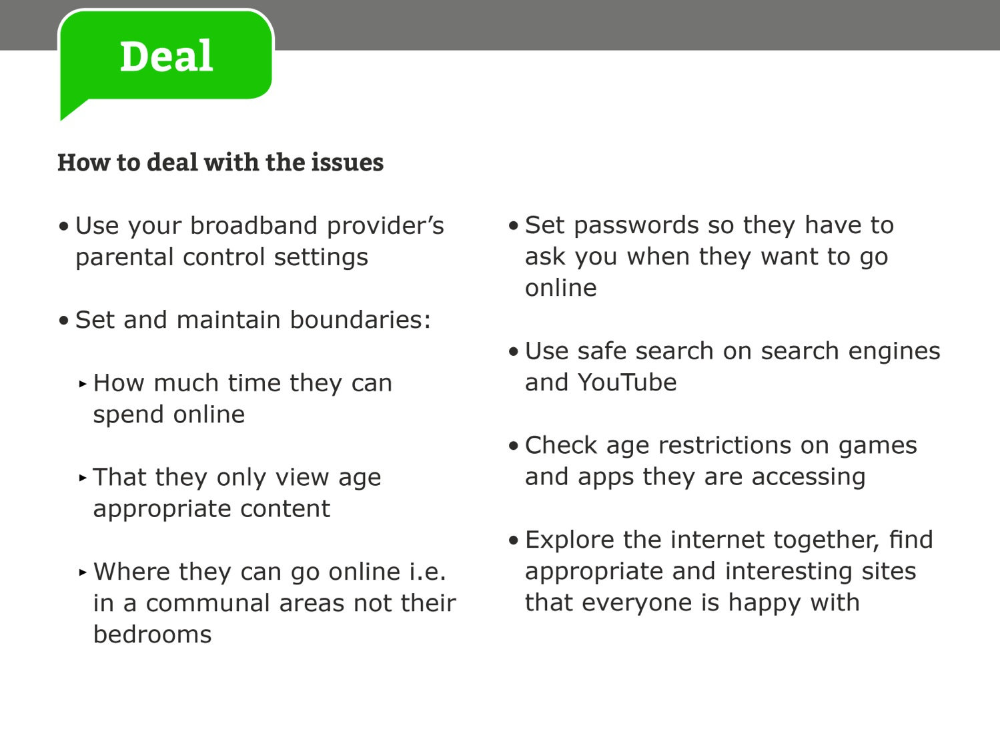 Deal
How to deal with the issues
• Use your broadband provider’s
parental control settings
• Set and maintain boundaries:
▸ How much time they can
spend online
▸ That they only view age
appropriate content
▸ Where they can go online i.e.
in a communal areas not their
bedrooms
• Set passwords so they have to
ask you when they want to go
online
• Use safe search on search engines
and YouTube
• Check age restrictions on games
and apps they are accessing
• Explore the internet together, find
appropriate and interesting sites
that everyone is happy with